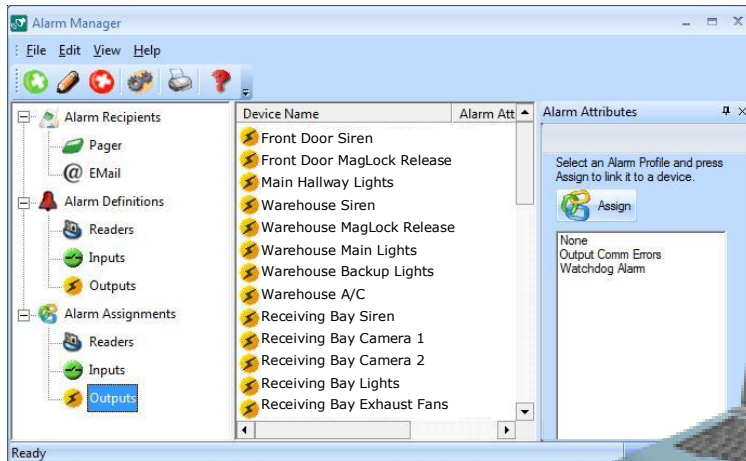 Alarm Manager
File Edit View Help
Alarm Recipients
Pager
EMail
Alarm Definitions
Readers
Inputs
Outputs
Alarm Assignments
Readers
Inputs
Outputs
Device Name Alarm Att
Front Door Siren
Front Door MagLock Release
Main Hallway Lights
Warehouse Siren
Warehouse MagLock Release
Warehouse Main Lights
Warehouse Backup Lights
Warehouse A/C
Receiving Bay Siren
Receiving Bay Camera 1
Receiving Bay Camera 2
Receiving Bay Lights
Receiving Bay Exhaust Fans
Alarm Attributes
Select an Alarm Profile and press
Assign to link it to a device.
Assign
None
Output Comm Errors
Watchdog Alarm
Ready